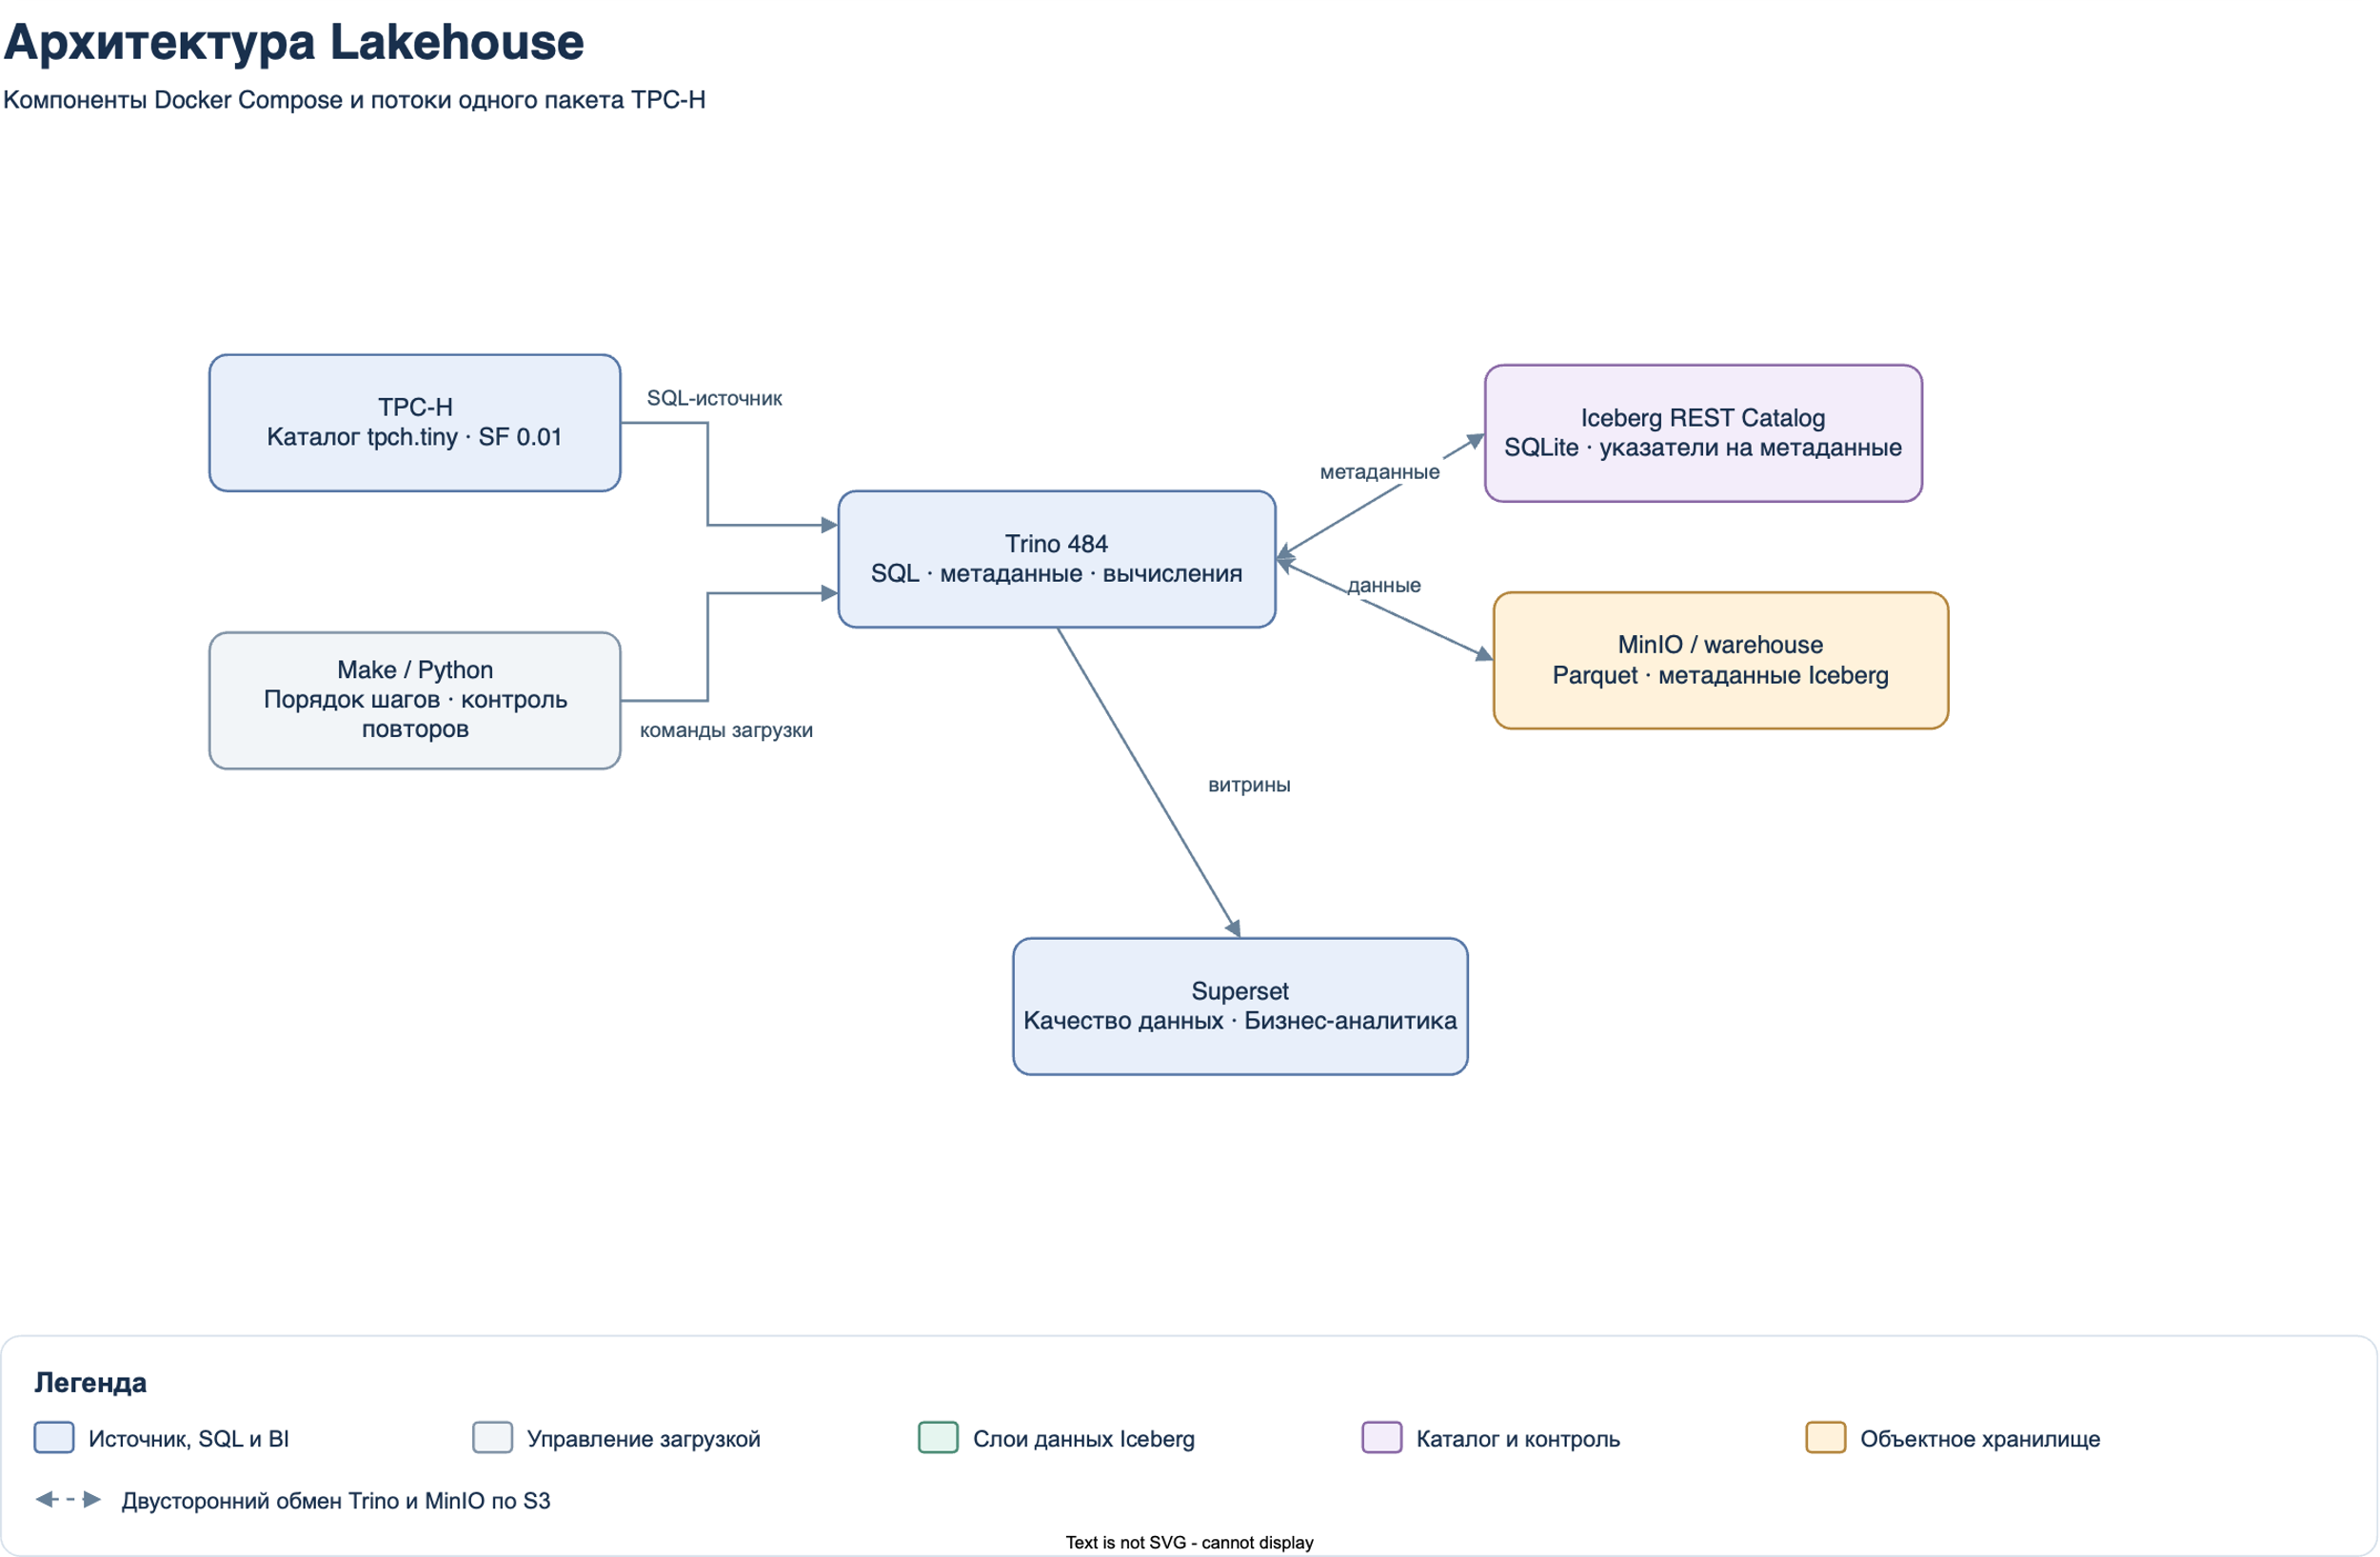 Архитектура Lakehouse
Компоненты Docker Compose и потоки одного пакета TPC-H
TPC-H
Каталог tpch.tiny · SF 0.01
SQL-источник
Make / Python
Порядок шагов · контроль
повторов
команды загрузки
Trino 484
SQL · метаданные · вычисления
метаданные
данные
Iceberg REST Catalog
SQLite · указатели на метаданные
MinIO / warehouse
Parquet · метаданные Iceberg
витрины
Superset
Качество данных · Бизнес-аналитика
Легенда
Источник, SQL и BI
Управление загрузкой
Слои данных Iceberg
Каталог и контроль
Объектное хранилище
Двусторонний обмен Trino и MinIO по S3
Text is not SVG - cannot display